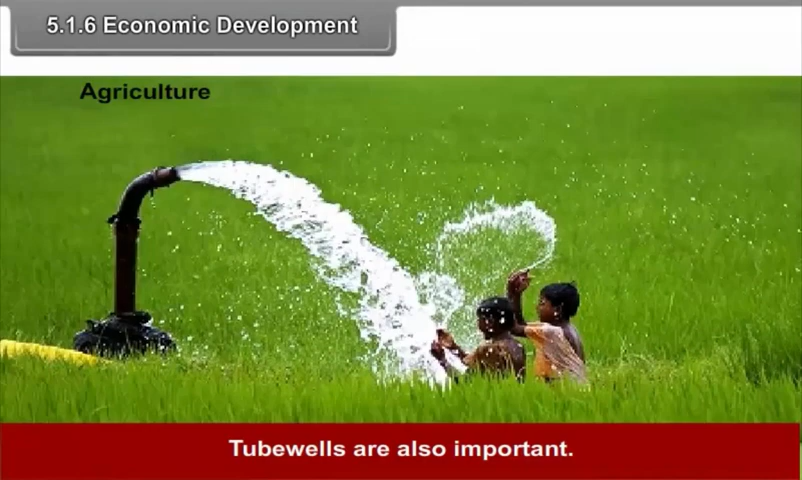 5.1.6 Economic Development
Agriculture
Tubewells are also important.